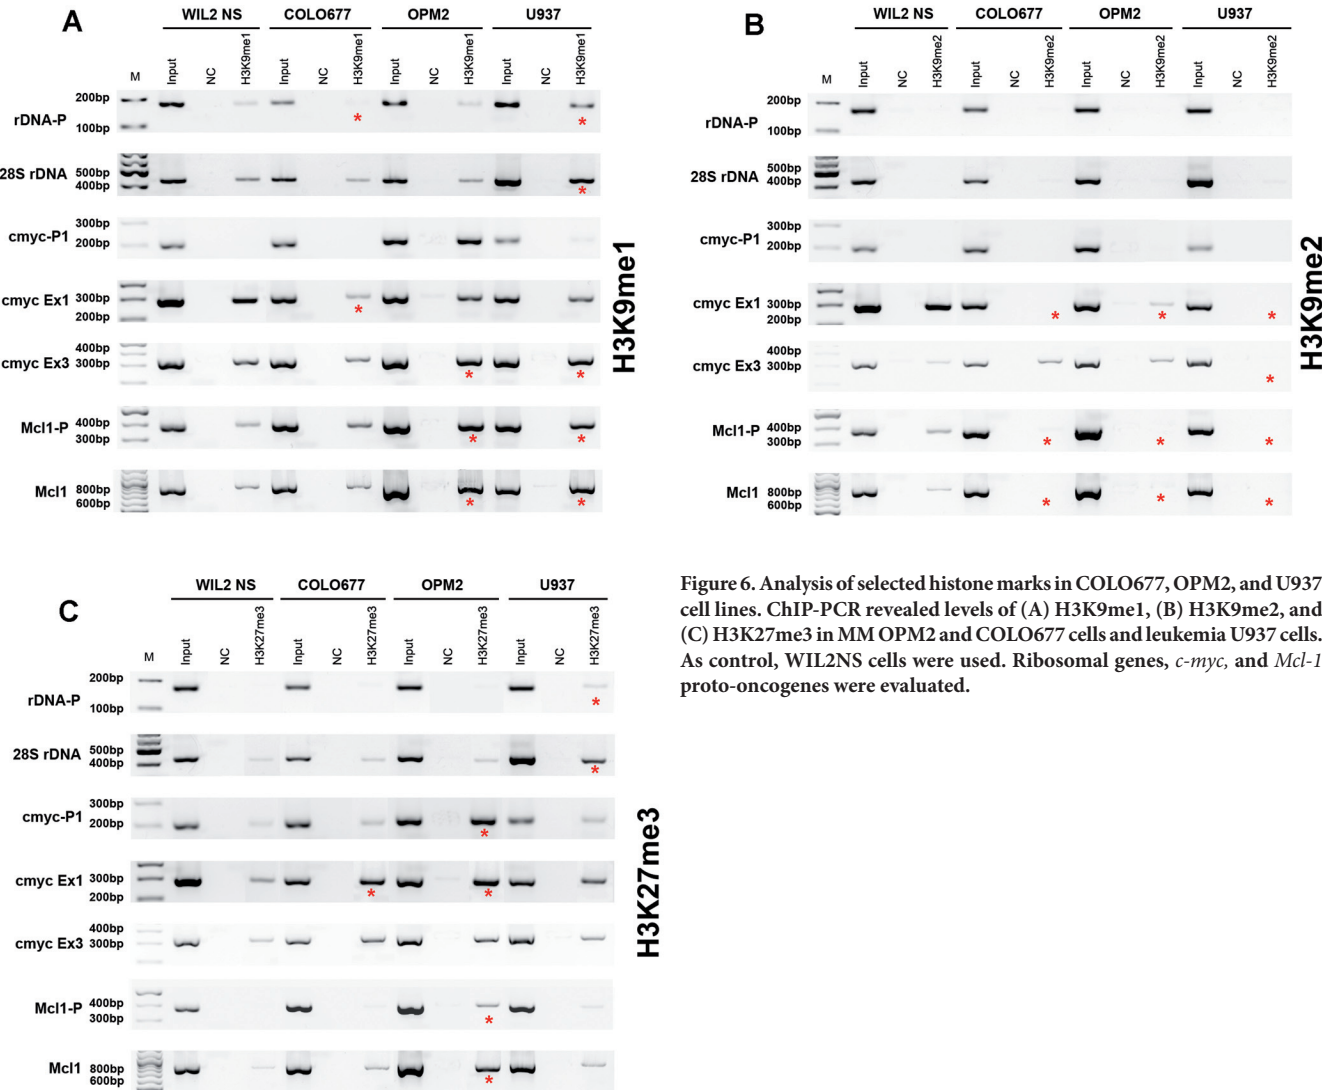 A
WIL2 NS COLO677 OPM2 U937
M Input NC H3K9me1 Input NC H3K9me1 Input NC H3K9me1 Input NC H3K9me1
rDNA-P 200bp 100bp
*
*
28S rDNA 500bp 400bp
*
cmyc-P1 300bp 200bp
cmyc Ex1 300bp 200bp
*
cmyc Ex3 400bp 300bp
* *
Mcl1-P 400bp 300bp
* *
Mcl1 800bp 600bp
* *
H3K9me1
B
WIL2 NS COLO677 OPM2 U937
M Input NC H3K9me2 Input NC H3K9me2 Input NC H3K9me2 Input NC H3K9me2
rDNA-P 200bp 100bp
28S rDNA 500bp 400bp
cmyc-P1 300bp 200bp
cmyc Ex1 300bp 200bp
* * *
cmyc Ex3 400bp 300bp
*
Mcl1-P 400bp 300bp
* * *
Mcl1 800bp 600bp
* * *
H3K9me2
C
WIL2 NS COLO677 OPM2 U937
M Input NC H3K27me3 Input NC H3K27me3 Input NC H3K27me3 Input NC H3K27me3
rDNA-P 200bp 100bp
*
28S rDNA 500bp 400bp
*
cmyc-P1 300bp 200bp
*
cmyc Ex1 300bp 200bp
* *
cmyc Ex3 400bp 300bp
Mcl1-P 400bp 300bp
*
Mcl1 800bp 600bp
*
H3K27me3
Figure 6. Analysis of selected histone marks in COLO677, OPM2, and U937
cell lines. ChIP-PCR revealed levels of (A) H3K9me1, (B) H3K9me2, and
(C) H3K27me3 in MM OPM2 and COLO677 cells and leukemia U937 cells.
As control, WIL2NS cells were used. Ribosomal genes, c-myc, and Mcl-1
proto-oncogenes were evaluated.